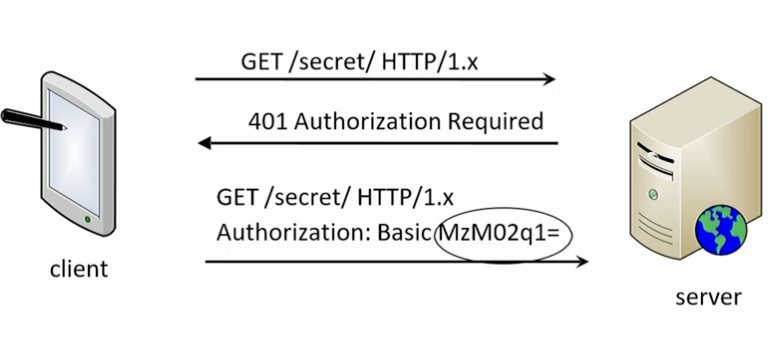 GET /secret/ HTTP/1.x
401 Authorization Required
GET /secret/ HTTP/1.x
Authorization: Basic MzM02q1=
client
server